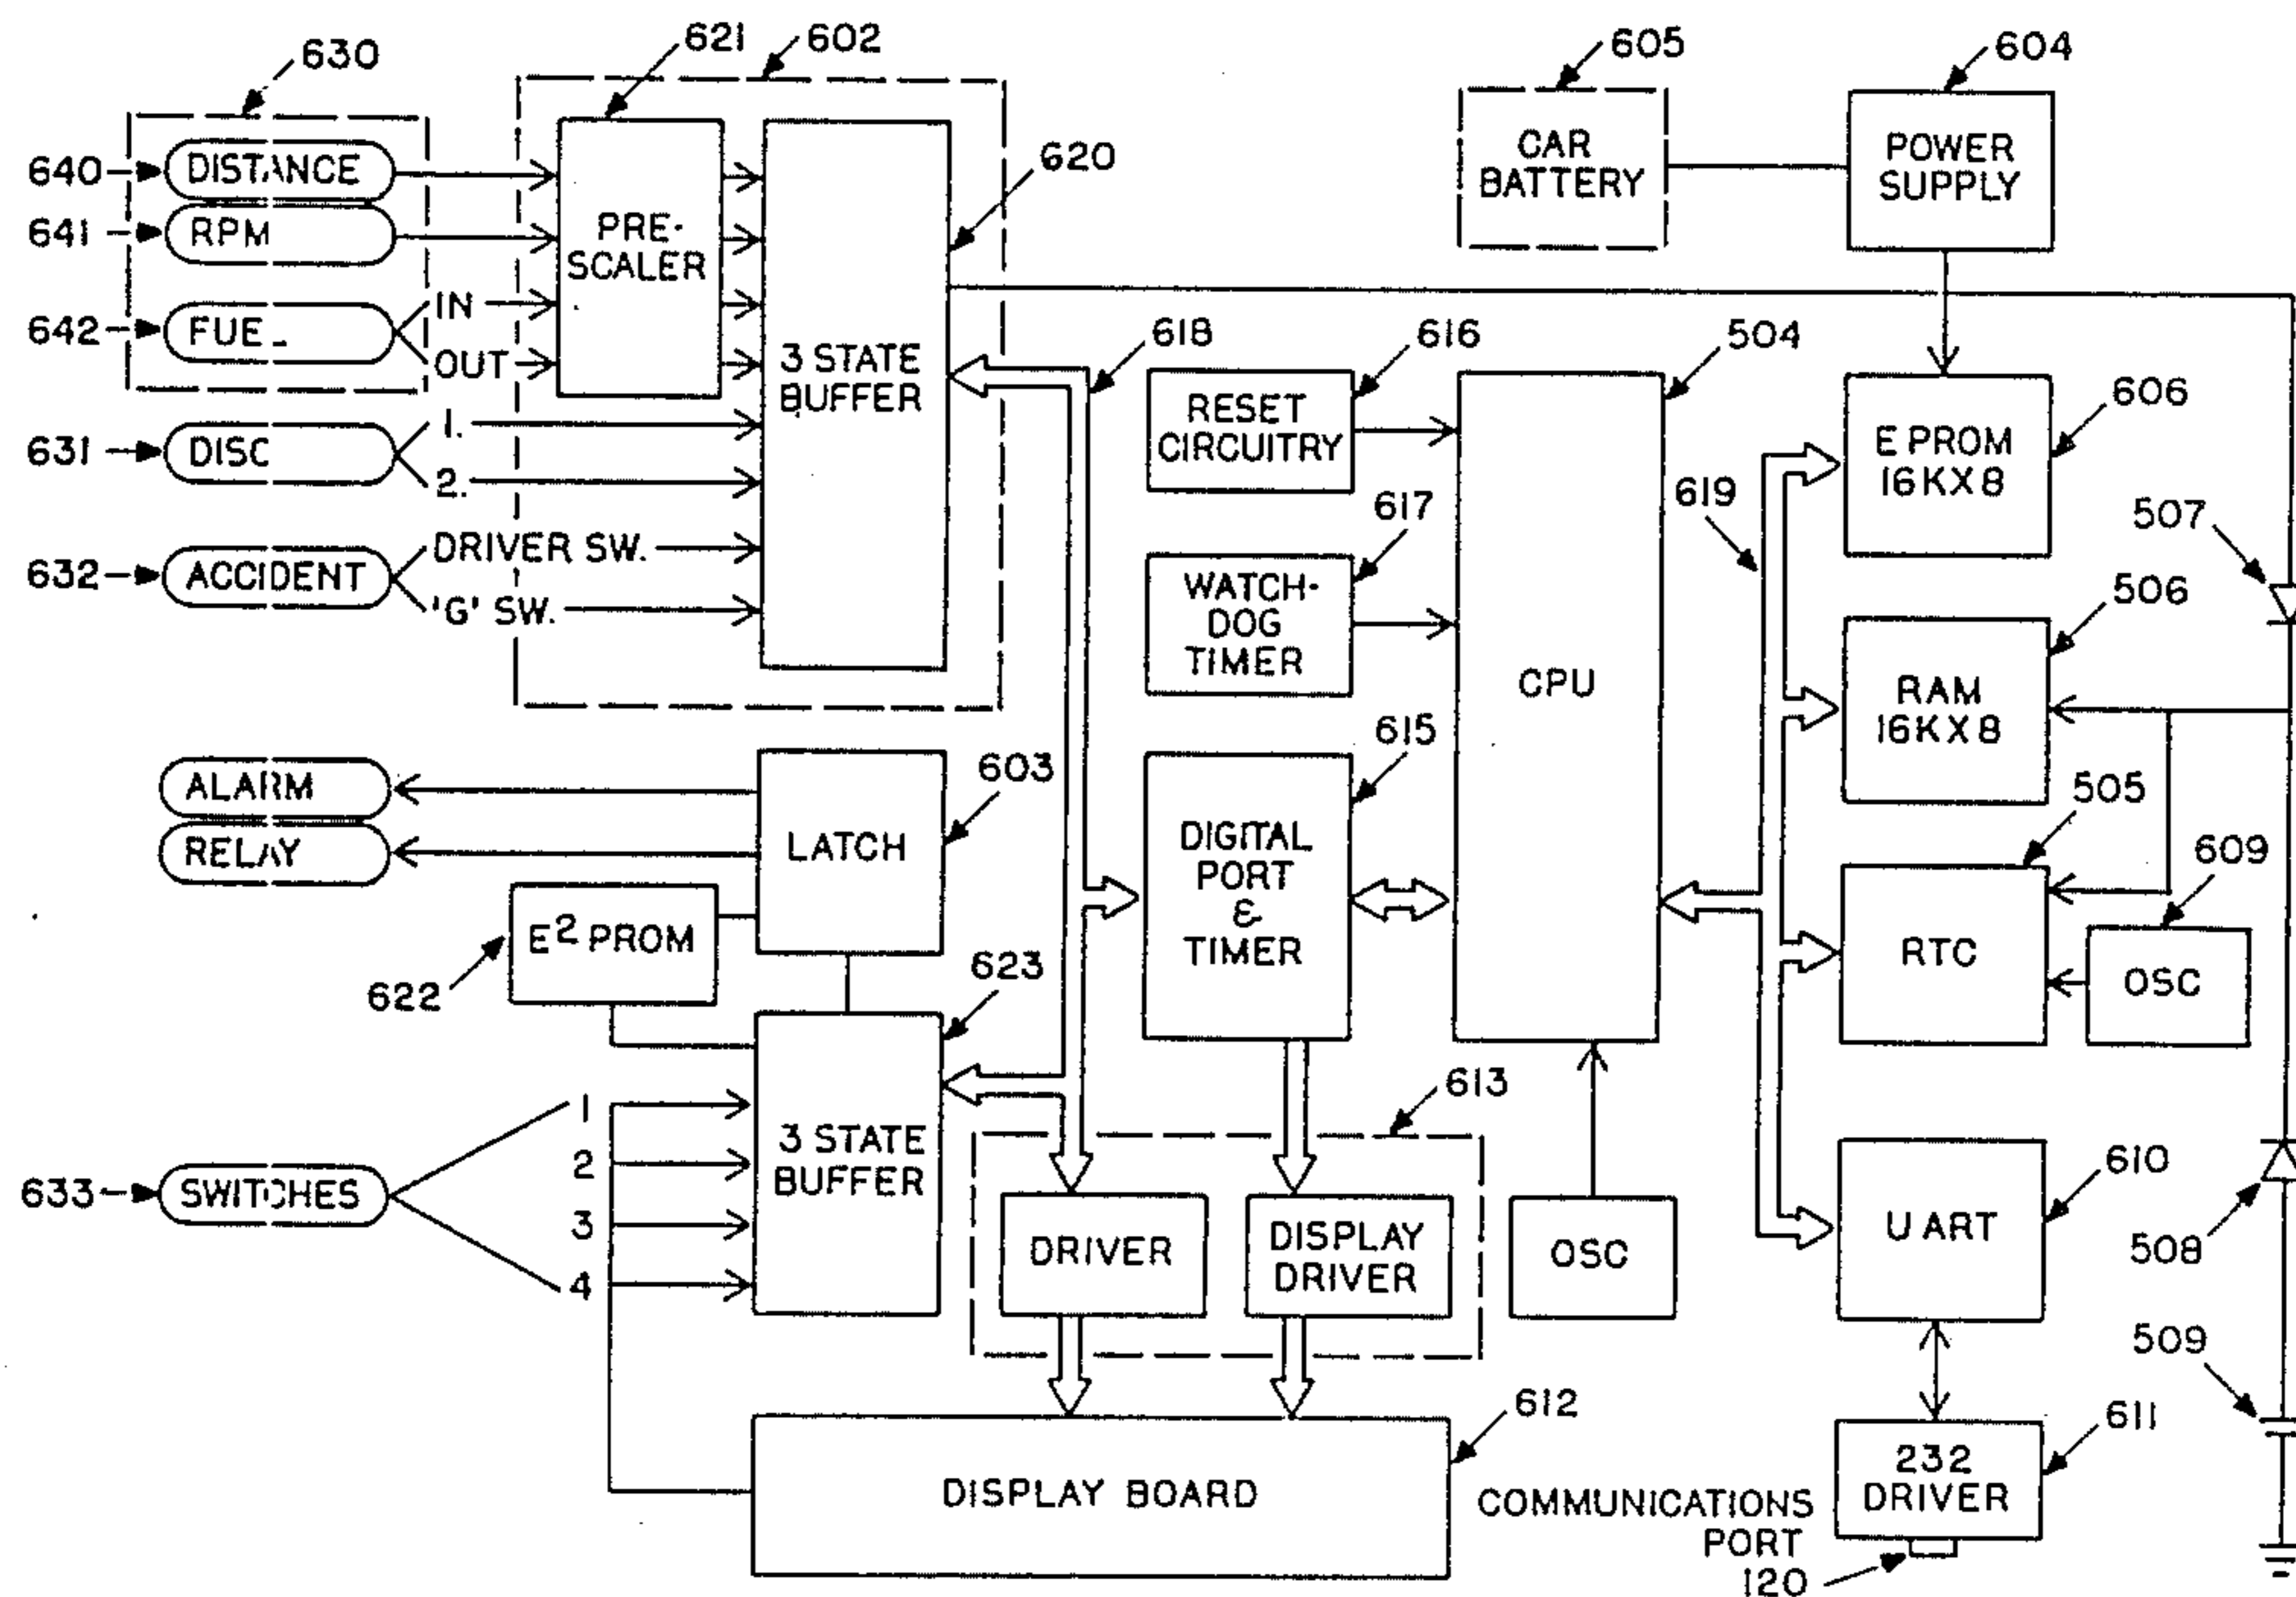 630
621
602
605
604
640
DISTANCE
641
RPM
642
FUEL
IN
OUT
PRE-
SCALER
620
3 STATE
BUFFER
618
CAR
BATTERY
POWER
SUPPLY
631
DISC
1.
2.
632
ACCIDENT
DRIVER SW.
'G' SW.
RESET
CIRCUITRY
616
WATCH-
DOG
TIMER
617
504
CPU
619
E PROM
16KX8
606
507
RAM
16KX8
506
ALARM
RELAY
LATCH
603
E2 PROM
622
623
DIGITAL
PORT
&
TIMER
615
505
RTC
609
OSC
633
SWITCHES
1
2
3
4
3 STATE
BUFFER
613
DRIVER
DISPLAY
DRIVER
OSC
U ART
610
508
509
DISPLAY BOARD
612
232
DRIVER
611
COMMUNICATIONS
PORT
120